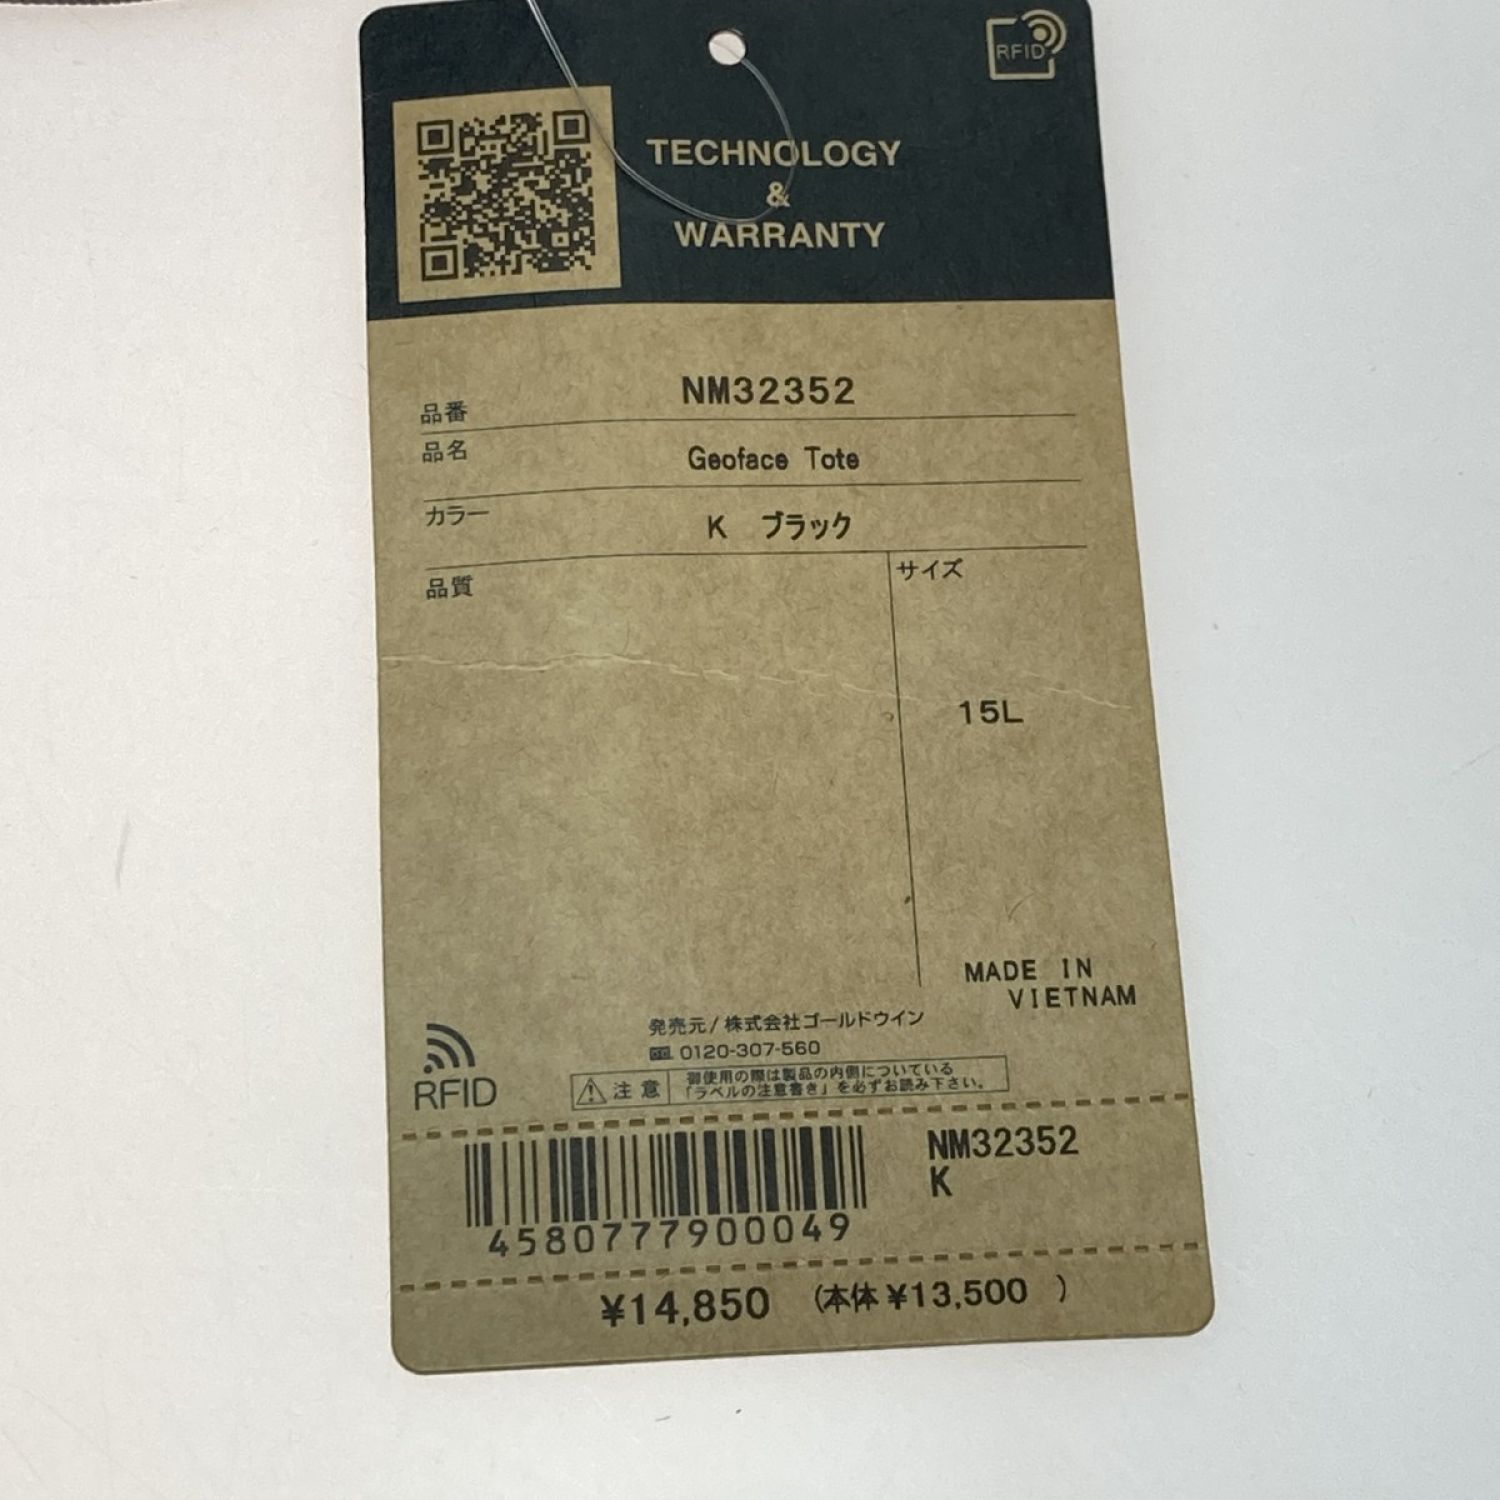 RFID
TECHNOLOGY
&
WARRANTY
品番 NM32352
品名 Geoface Tote
カラー K ブラック
品質
サイズ
15L
MADE IN
VIETNAM
発売元/株式会社ゴールドウイン
0120-307-560
RFID
注意
御使用の際は製品の内側についている
「ラベルの注意書き」を必ずお読み下さい。
NM32352
K
4580777900049
¥14,850 (本体¥13,500 )